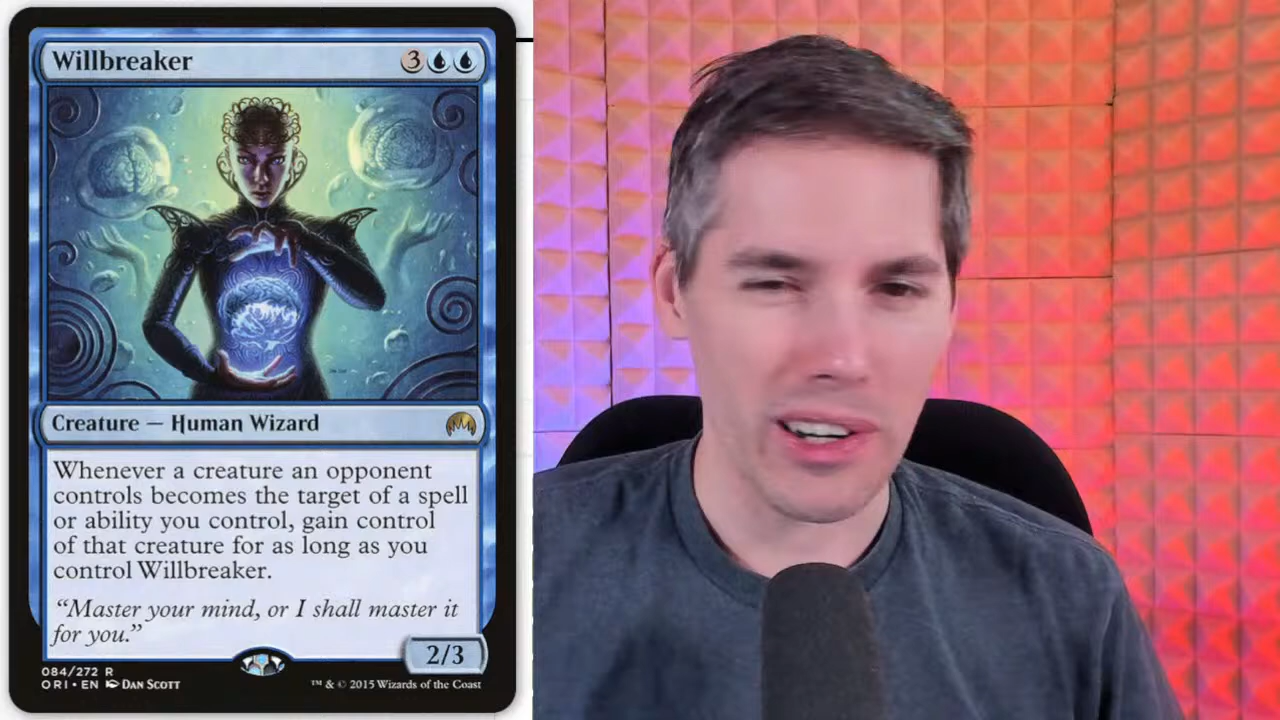 Willbreaker
3
Creature — Human Wizard
Whenever a creature an opponent
controls becomes the target of a spell
or ability you control, gain control
of that creature for as long as you
control Willbreaker.
“Master your mind, or I shall master it
for you.”
2/3
084/272 R
ORI • EN DAN SCOTT
™ & © 2015 Wizards of the Coast